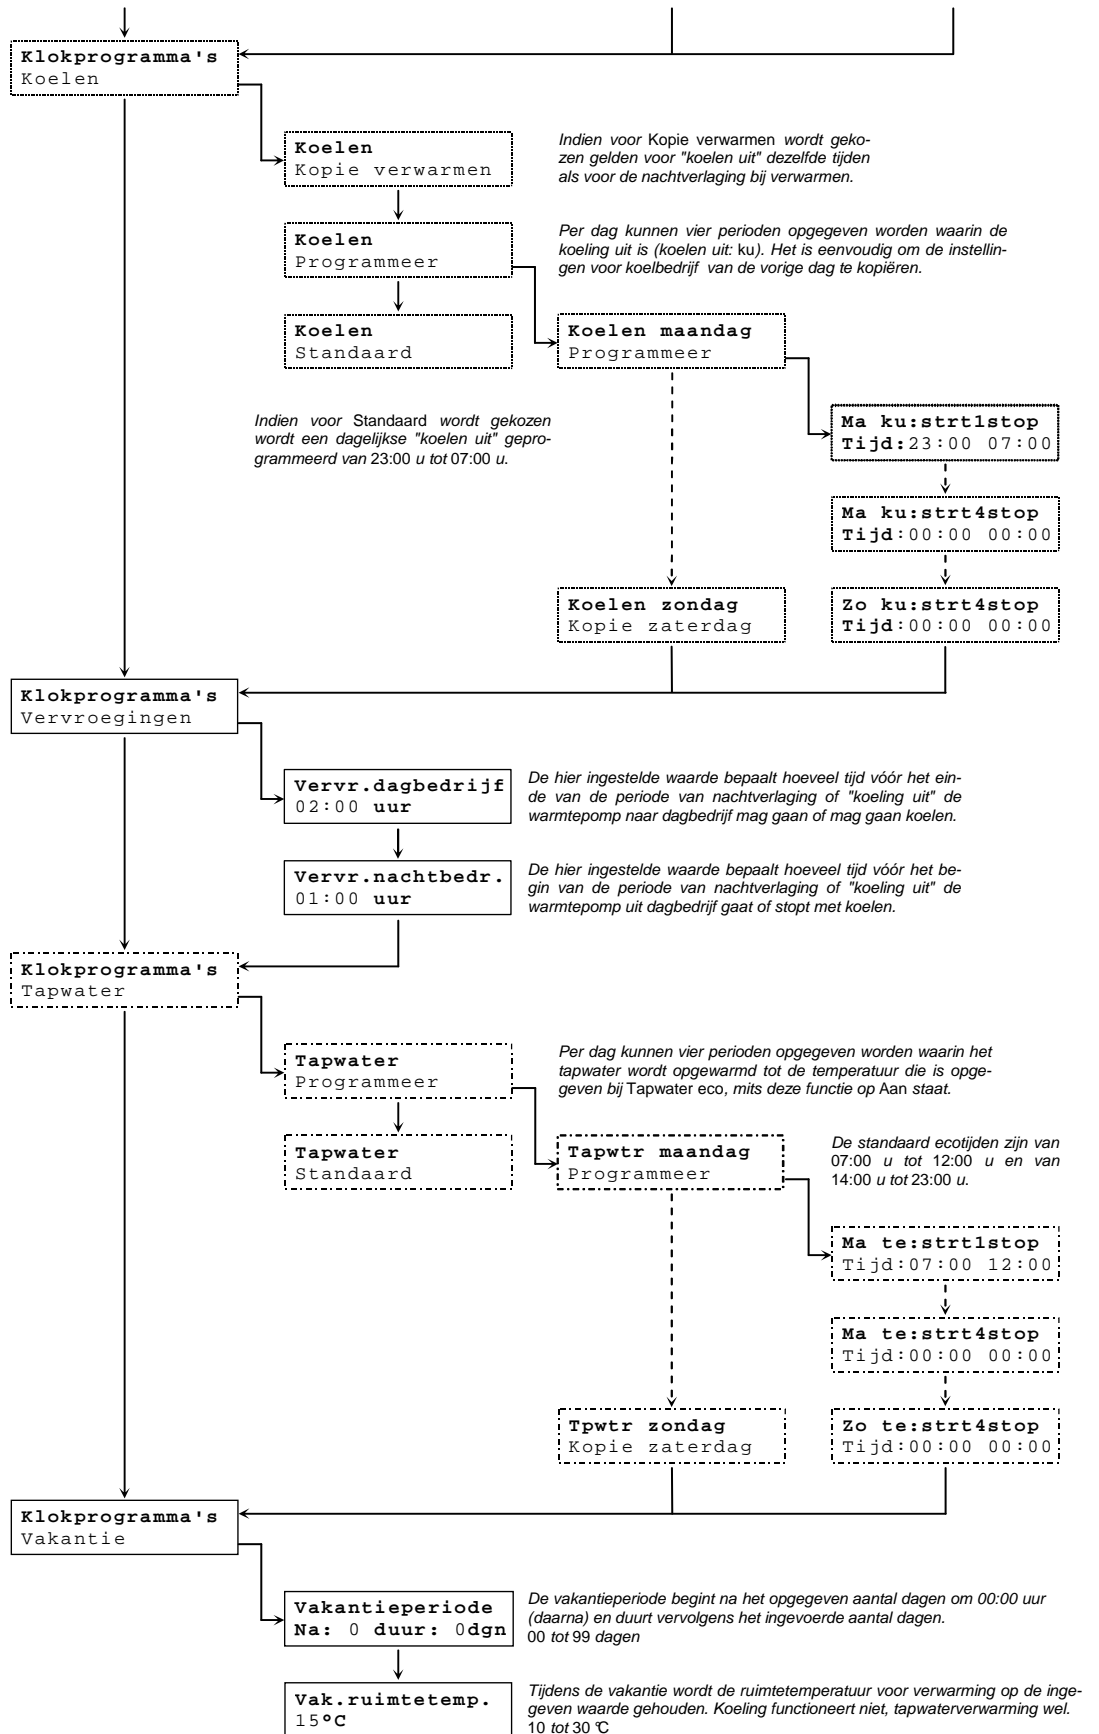 Klokprogramma's
Koelen
Koelen
Kopie verwarmen
Indien voor Kopie verwarmen wordt geko-
zen gelden voor "koelen uit" dezelfde tijden
als voor de nachtverlaging bij verwarmen.
Koelen
Programmeer
Per dag kunnen vier perioden opgegeven worden waarin de
koeling uit is (koelen uit: ku). Het is eenvoudig om de instellin-
gen voor koelbedrijf van de vorige dag te kopiëren.
Koelen
Standaard
Koelen maandag
Programmeer
Indien voor Standaard wordt gekozen
wordt een dagelijkse "koelen uit" gepro-
grammeerd van 23:00 u tot 07:00 u.
Ma ku:strt1stop
Tijd:23:00 07:00
Ma ku:strt4stop
Tijd:00:00 00:00
Koelen zondag
Kopie zaterdag
Zo ku:strt4stop
Tijd:00:00 00:00
Klokprogramma's
Vervroegingen
Vervr.dagbedrijf
02:00 uur
De hier ingestelde waarde bepaalt hoeveel tijd vóór het ein-
de van de periode van nachtverlaging of "koeling uit" de
warmtepomp naar dagbedrijf mag gaan of mag gaan koelen.
Vervr.nachtbedr.
01:00 uur
De hier ingestelde waarde bepaalt hoeveel tijd vóór het be-
gin van de periode van nachtverlaging of "koeling uit" de
warmtepomp uit dagbedrijf gaat of stopt met koelen.
Klokprogramma's
Tapwater
Tapwater
Programmeer
Per dag kunnen vier perioden opgegeven worden waarin het
tapwater wordt opgewarmd tot de temperatuur die is opge-
geven bij Tapwater eco, mits deze functie op Aan staat.
Tapwater
Standaard
Tapwtr maandag
Programmeer
De standaard ecotijden zijn van
07:00 u tot 12:00 u en van
14:00 u tot 23:00 u.
Ma te:strt1stop
Tijd:07:00 12:00
Ma te:strt4stop
Tijd:00:00 00:00
Tpwtr zondag
Kopie zaterdag
Zo te:strt4stop
Tijd:00:00 00:00
Klokprogramma's
Vakantie
Vakantieperiode
Na: 0 duur: 0dgn
De vakantieperiode begint na het opgegeven aantal dagen om 00:00 uur
(daarna) en duurt vervolgens het ingevoerde aantal dagen.
00 tot 99 dagen
Vak.ruimtetemp.
15°C
Tijdens de vakantie wordt de ruimtetemperatuur voor verwarming op de inge-
geven waarde gehouden. Koeling functioneert niet, tapwaterverwarming wel.
10 tot 30 °C